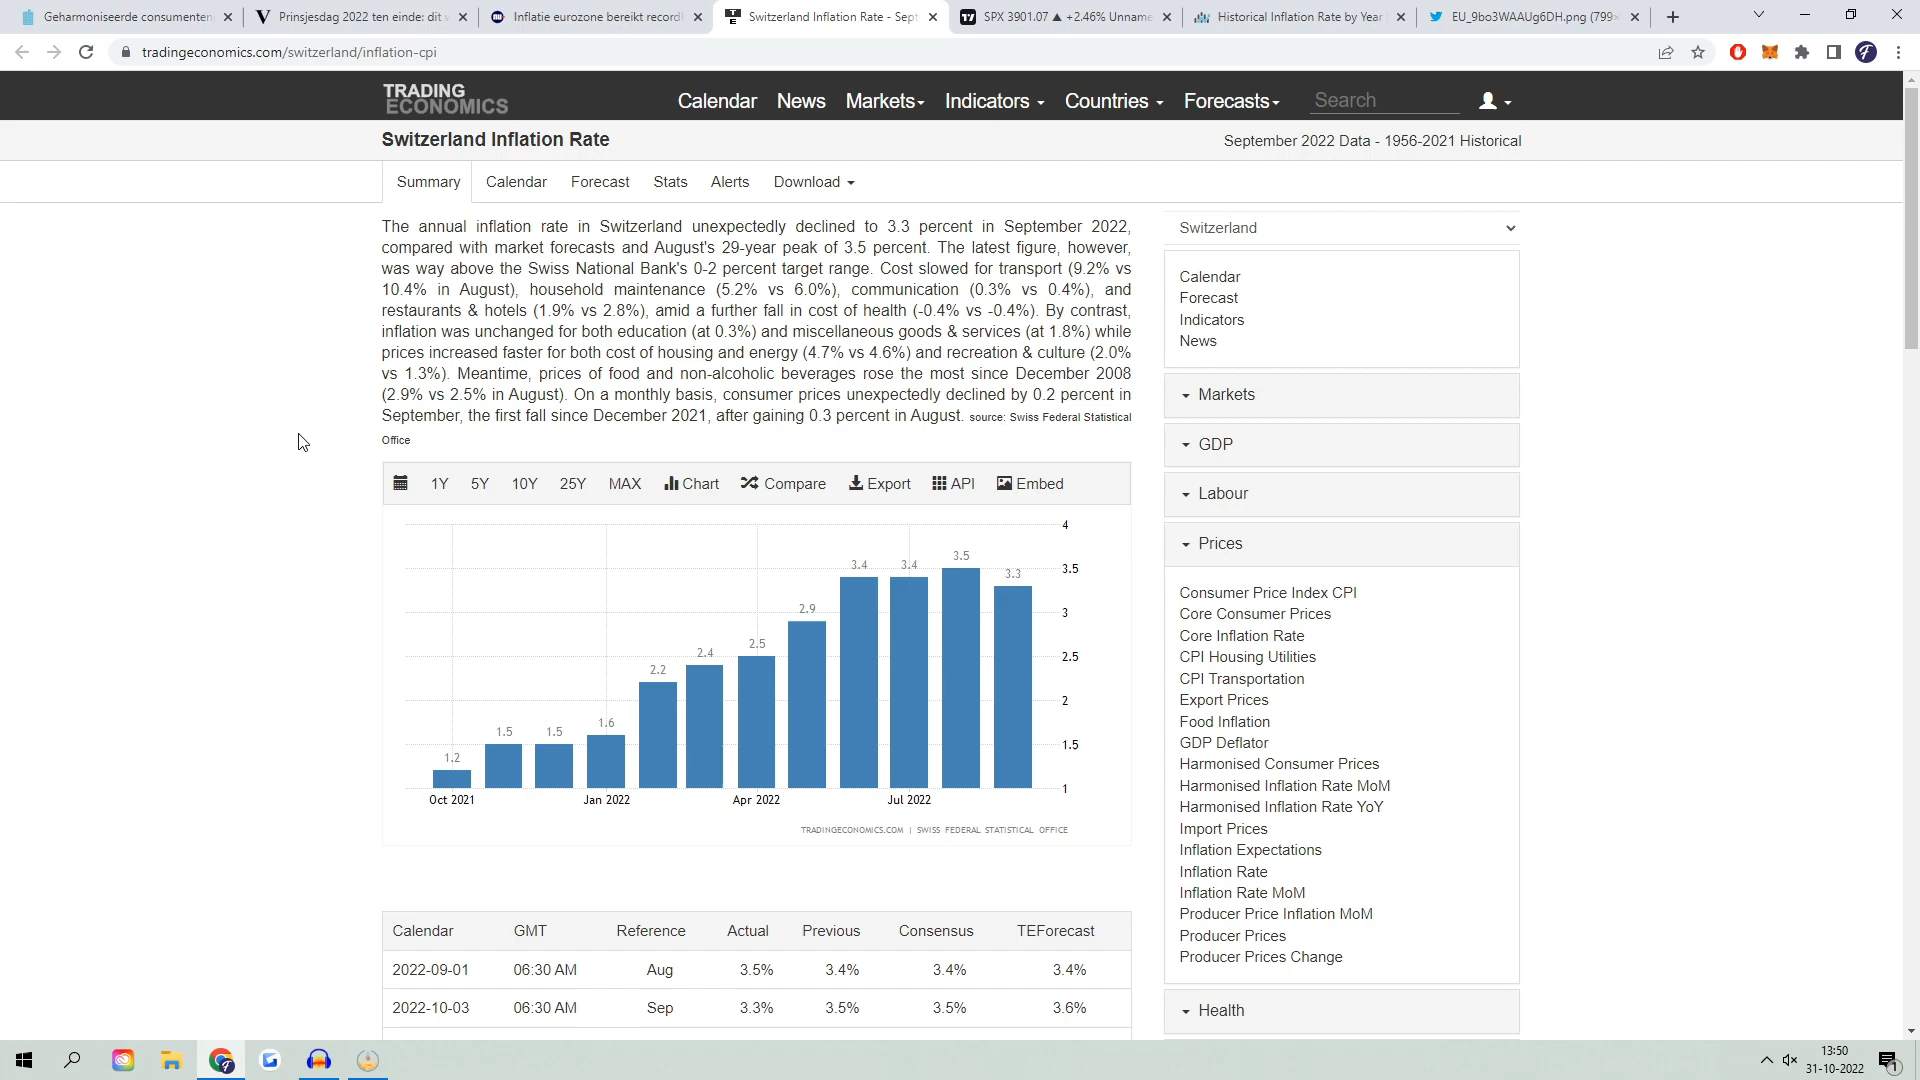 Geharmoniseerde consumenten
Prinsjesdag 2022 ten einde: dit v
Inflatie eurozone bereikt recordh
Switzerland Inflation Rate - Sept
SPX 3901.07 ▲ +2.46% Unname
Historical Inflation Rate by Year
EU_9bo3WAAUg6DH.png (799×
tradingeconomics.com/switzerland/inflation-cpi
TRADING
ECONOMICS
Calendar News Markets Indicators Countries Forecasts Search
Switzerland Inflation Rate
September 2022 Data - 1956-2021 Historical
Summary Calendar Forecast Stats Alerts Download
The annual inflation rate in Switzerland unexpectedly declined to 3.3 percent in September 2022,
compared with market forecasts and August's 29-year peak of 3.5 percent. The latest figure, however,
was way above the Swiss National Bank's 0-2 percent target range. Cost slowed for transport (9.2% vs
10.4% in August), household maintenance (5.2% vs 6.0%), communication (0.3% vs 0.4%), and
restaurants & hotels (1.9% vs 2.8%), amid a further fall in cost of health (-0.4% vs -0.4%). By contrast,
inflation was unchanged for both education (at 0.3%) and miscellaneous goods & services (at 1.8%) while
prices increased faster for both cost of housing and energy (4.7% vs 4.6%) and recreation & culture (2.0%
vs 1.3%). Meantime, prices of food and non-alcoholic beverages rose the most since December 2008
(2.9% vs 2.5% in August). On a monthly basis, consumer prices unexpectedly declined by 0.2 percent in
September, the first fall since December 2021, after gaining 0.3 percent in August. source: Swiss Federal Statistical
Office
1Y 5Y 10Y 25Y MAX Chart Compare Export API Embed
4
3.5
3
2.5
2
1.5
1
1.2
1.5
1.5
1.6
2.2
2.4
2.5
2.9
3.4
3.4
3.5
3.3
Oct 2021 Jan 2022 Apr 2022 Jul 2022
TRADINGECONOMICS.COM | SWISS FEDERAL STATISTICAL OFFICE
Calendar GMT Reference Actual Previous Consensus TEForecast
2022-09-01 06:30 AM Aug 3.5% 3.4% 3.4% 3.4%
2022-10-03 06:30 AM Sep 3.3% 3.5% 3.5% 3.6%
Switzerland
Calendar
Forecast
Indicators
News
Markets
GDP
Labour
Prices
Consumer Price Index CPI
Core Consumer Prices
Core Inflation Rate
CPI Housing Utilities
CPI Transportation
Export Prices
Food Inflation
GDP Deflator
Harmonised Consumer Prices
Harmonised Inflation Rate MoM
Harmonised Inflation Rate YoY
Import Prices
Inflation Expectations
Inflation Rate
Inflation Rate MoM
Producer Price Inflation MoM
Producer Prices
Producer Prices Change
Health
13:50
31-10-2022
1